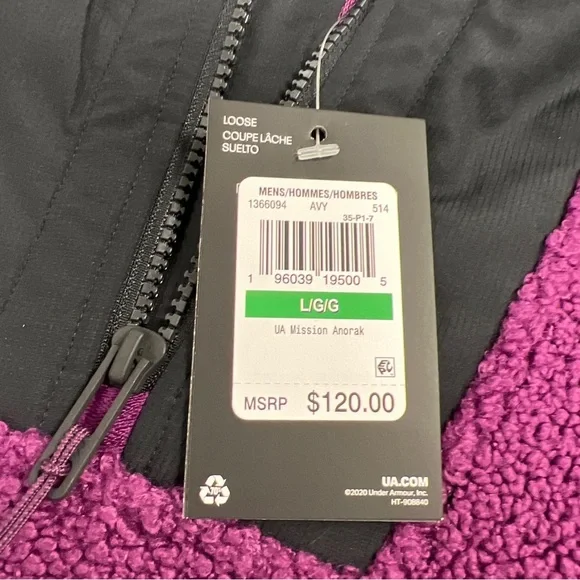 LOOSE
COUPE LÂCHE
SUELTO
MENS/HOMMES/HOMBRES
1366094 AVY 514
35-P1-7
1 96039 19500 5
L/G/G
UA Mission Anorak
MSRP $120.00
UA.COM
©2020 Under Armour, Inc.
HT-908840